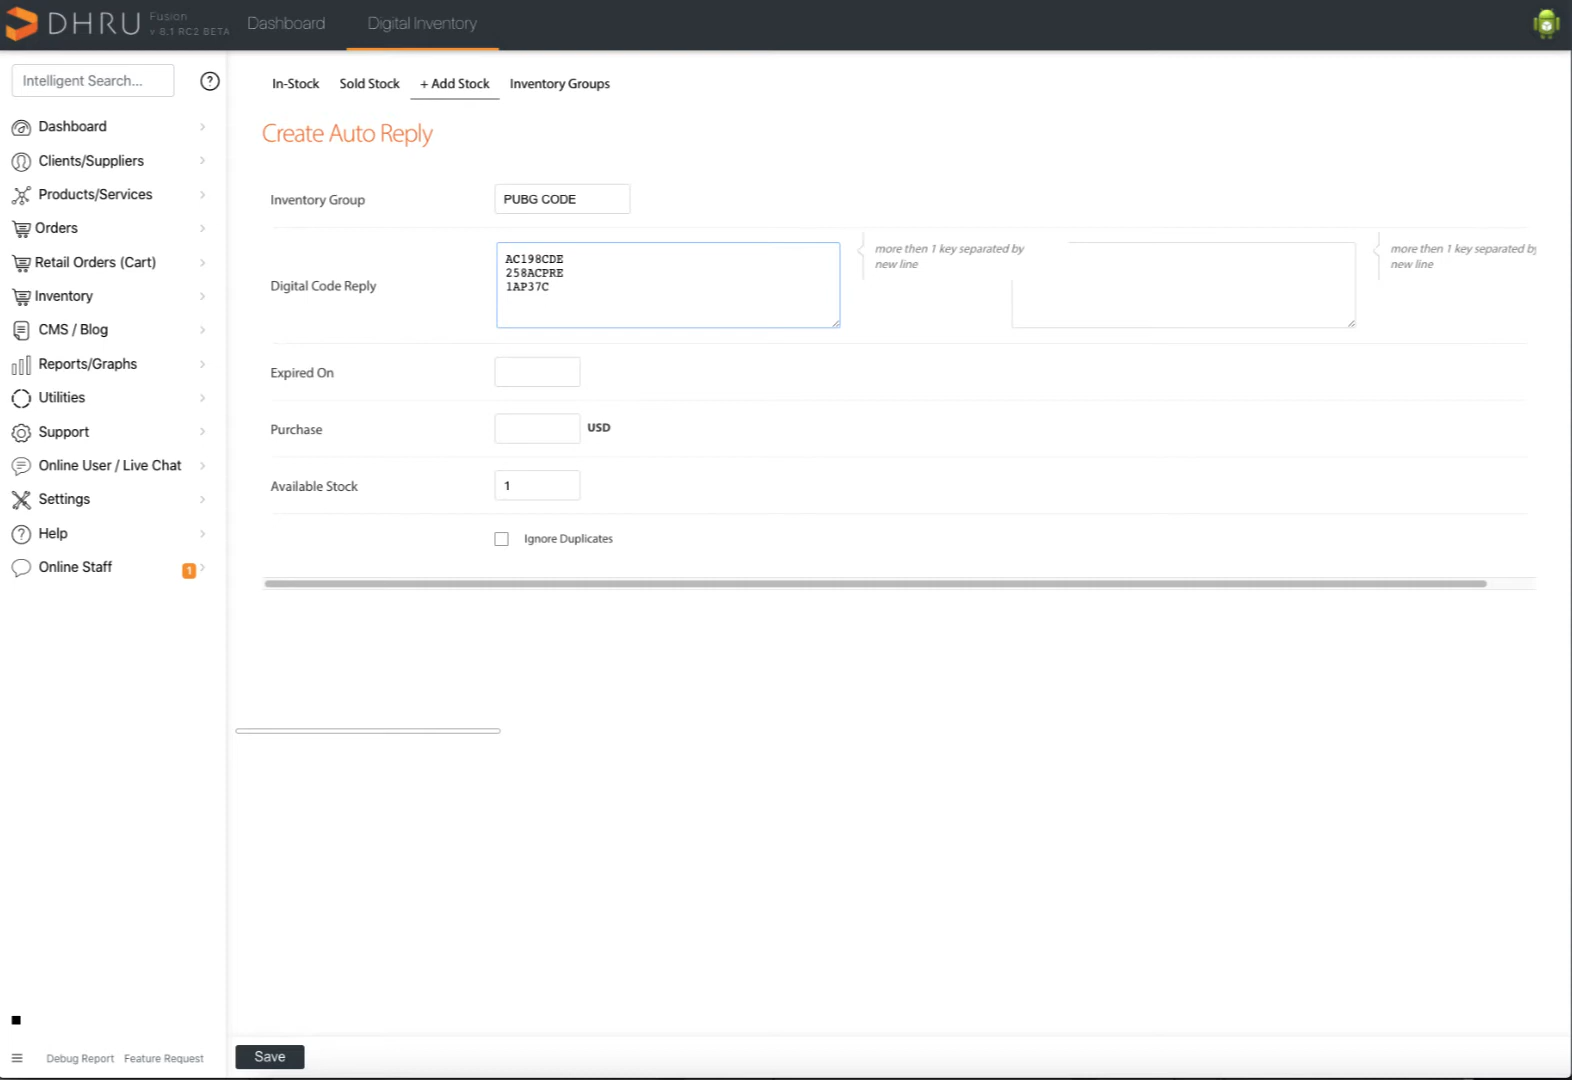 DHRU
Fusion
v 8.1 RC2 BETA
Dashboard
Digital Inventory
Intelligent Search...
?
Dashboard
Clients/Suppliers
Products/Services
Orders
Retail Orders (Cart)
Inventory
CMS / Blog
Reports/Graphs
Utilities
Support
Online User / Live Chat
Settings
Help
Online Staff
1
Debug Report
Feature Request
In-Stock
Sold Stock
+ Add Stock
Inventory Groups
Create Auto Reply
Inventory Group
PUBG CODE
Digital Code Reply
AC198CDE
258ACPRE
1AP37C
more then 1 key separated by
new line
more then 1 key separated by
new line
Expired On
Purchase
USD
Available Stock
1
Ignore Duplicates
Save